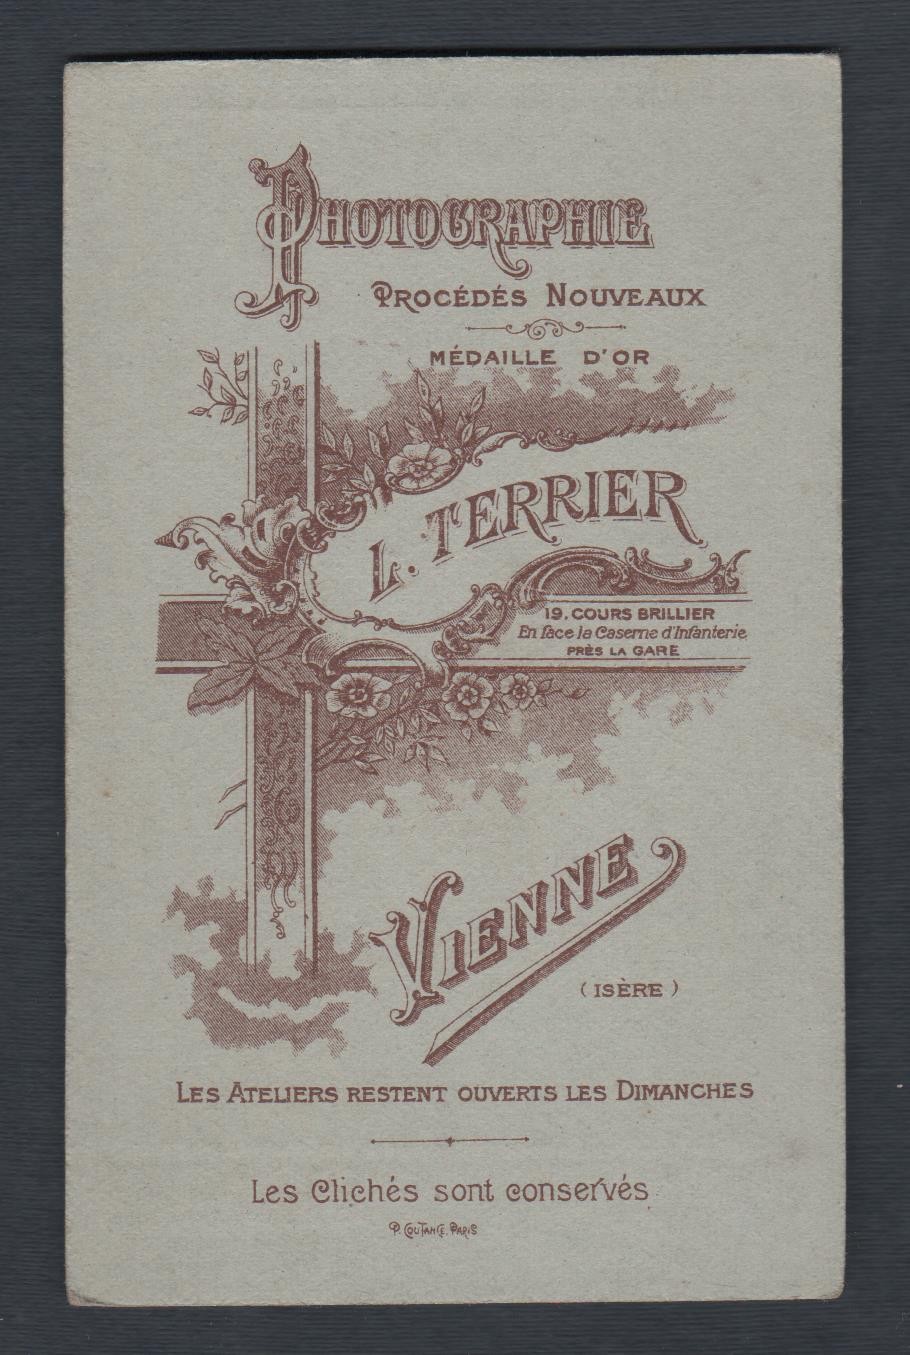 PHOTOGRAPHIE
PROCÉDÉS NOUVEAUX
MÉDAILLE D'OR
L. TERRIER
19, COURS BRILLIER
En face la Caserne d'Infanterie
PRÈS LA GARE
VIENNE
(ISÈRE)
LES ATELIERS RESTENT OUVERTS LES DIMANCHES
Les Clichés sont conservés
P. COUTANCE, PARIS